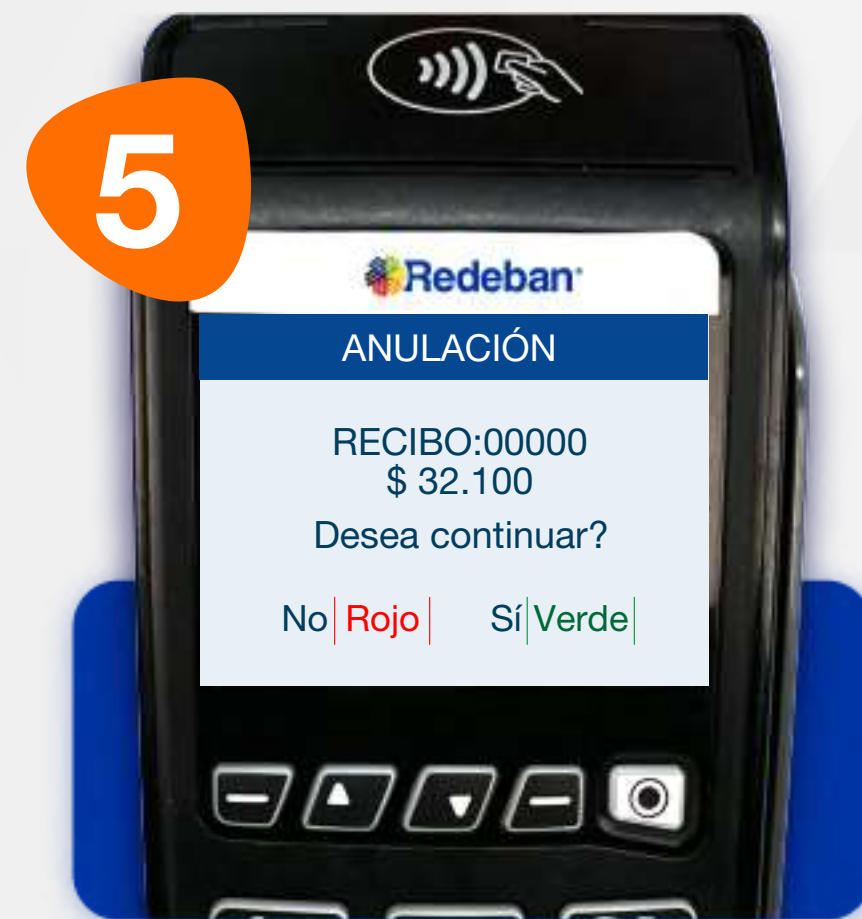 5
Redeban
ANULACIÓN
RECIBO:00000
$ 32.100
Desea continuar?
No Rojo Sí Verde